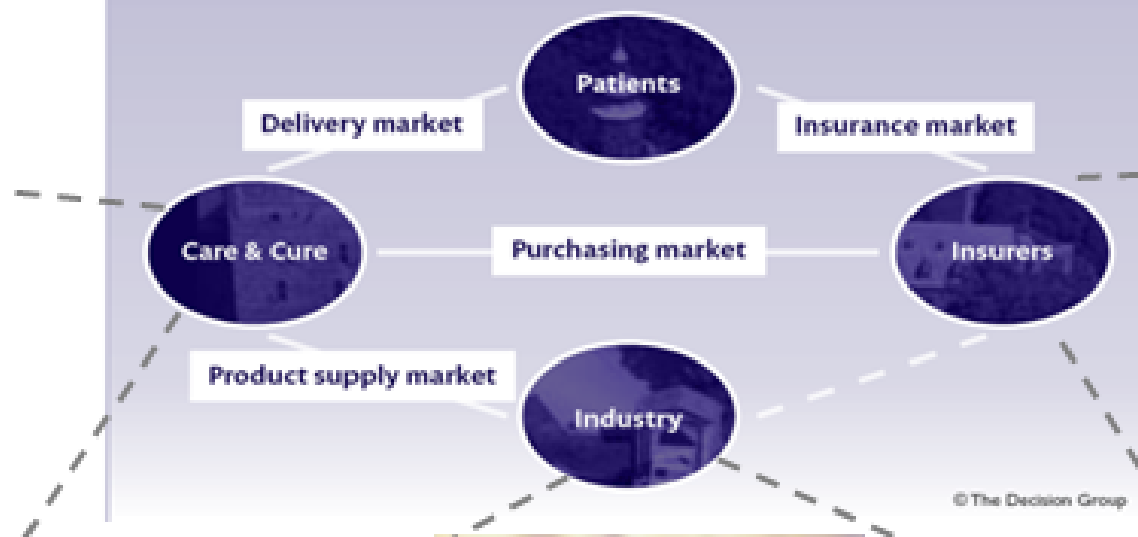 Patients
Delivery market
Insurance market
Care & Cure
Purchasing market
Insurers
Product supply market
Industry
© The Decision Group